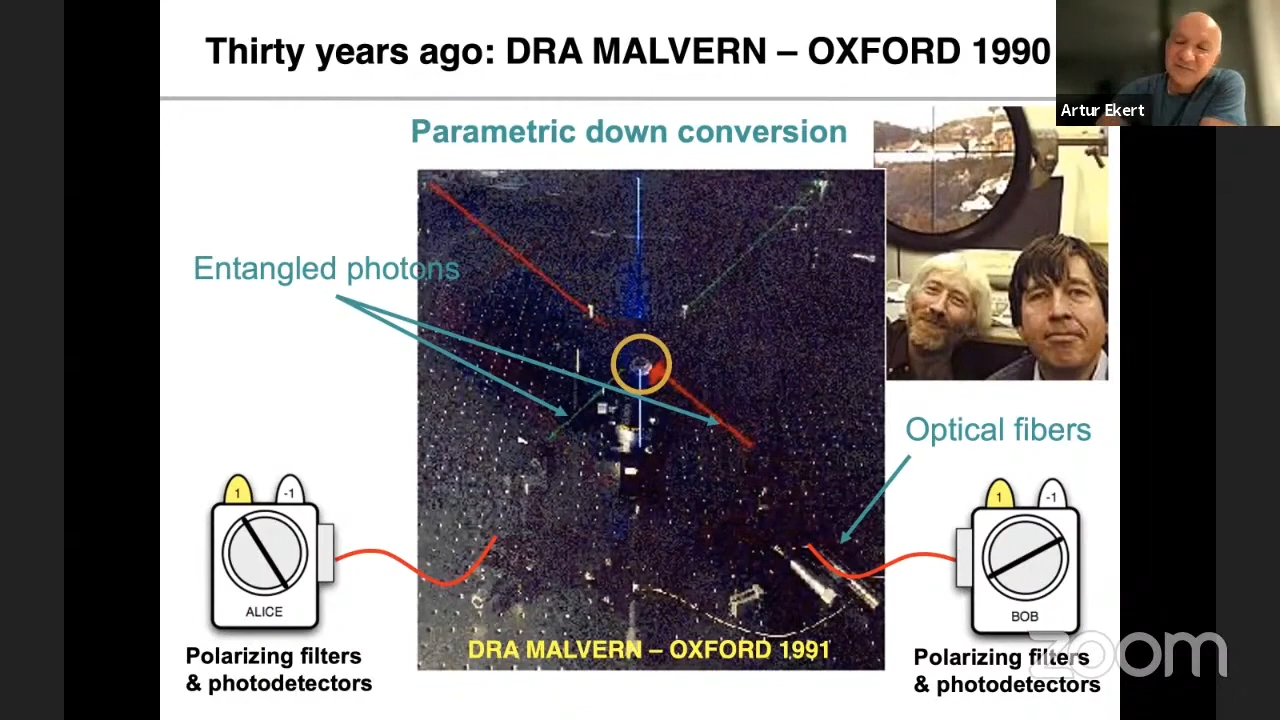 Thirty years ago: DRA MALVERN – OXFORD 1990
Artur Ekert
Parametric down conversion
Entangled photons
Optical fibers
1
-1
1
-1
ALICE
BOB
DRA MALVERN – OXFORD 1991
Polarizing filters
& photodetectors
Polarizing filters
& photodetectors
zoom